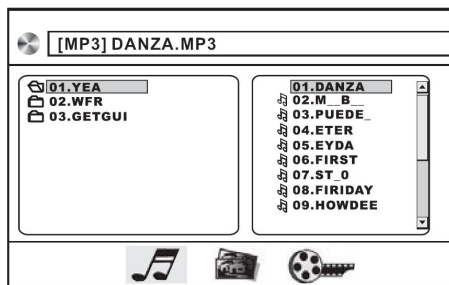 [MP3] DANZA.MP3
01.YEA
02.WFR
03.GETGUI
01.DANZA
02.M__B__
03.PUEDE_
04.ETER
05.EYDA
06.FIRST
07.ST_0
08.FIRIDAY
09.HOWDEE